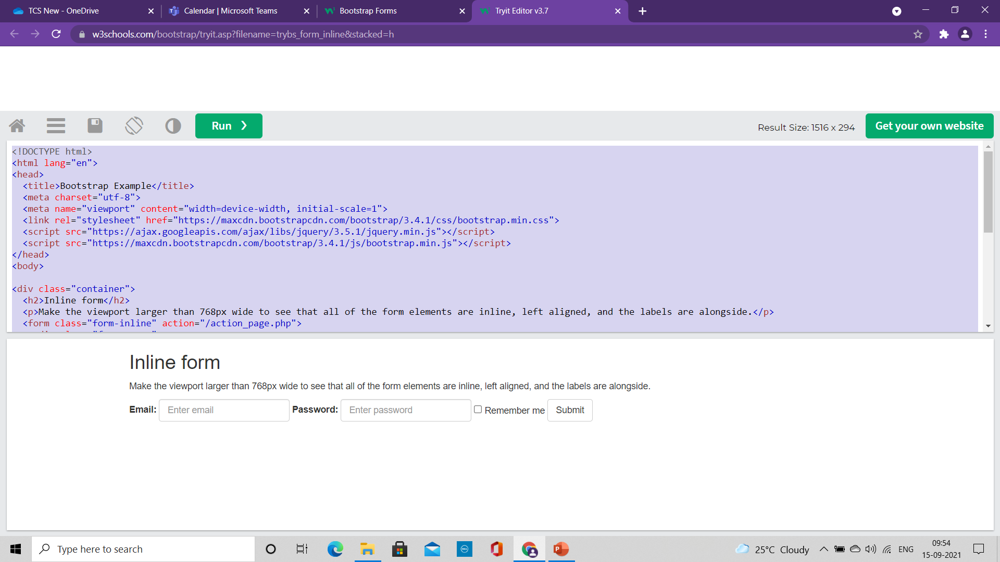 TCS New - OneDrive
Calendar | Microsoft Teams
Bootstrap Forms
Tryit Editor v3.7
w3schools.com/bootstrap/tryit.asp?filename=trybs_form_inline&stacked=h
Run ❯
Result Size: 1516 x 294
Get your own website
<!DOCTYPE html>
<html lang="en">
<head>
  <title>Bootstrap Example</title>
  <meta charset="utf-8">
  <meta name="viewport" content="width=device-width, initial-scale=1">
  <link rel="stylesheet" href="https://maxcdn.bootstrapcdn.com/bootstrap/3.4.1/css/bootstrap.min.css">
  <script src="https://ajax.googleapis.com/ajax/libs/jquery/3.5.1/jquery.min.js"></script>
  <script src="https://maxcdn.bootstrapcdn.com/bootstrap/3.4.1/js/bootstrap.min.js"></script>
</head>
<body>
<div class="container">
  <h2>Inline form</h2>
  <p>Make the viewport larger than 768px wide to see that all of the form elements are inline, left aligned, and the labels are alongside.</p>
  <form class="form-inline" action="/action_page.php">
Inline form
Make the viewport larger than 768px wide to see that all of the form elements are inline, left aligned, and the labels are alongside.
Email: Enter email Password: Enter password Remember me Submit
Type here to search
25°C Cloudy
ENG
09:54
15-09-2021